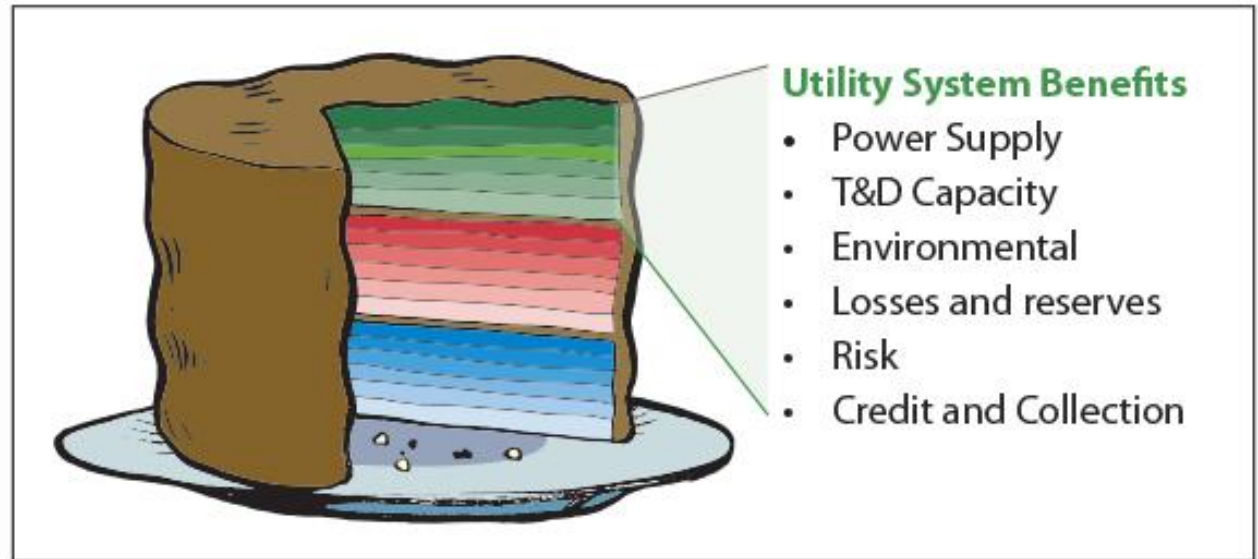 Utility System Benefits
• Power Supply
• T&D Capacity
• Environmental
• Losses and reserves
• Risk
• Credit and Collection